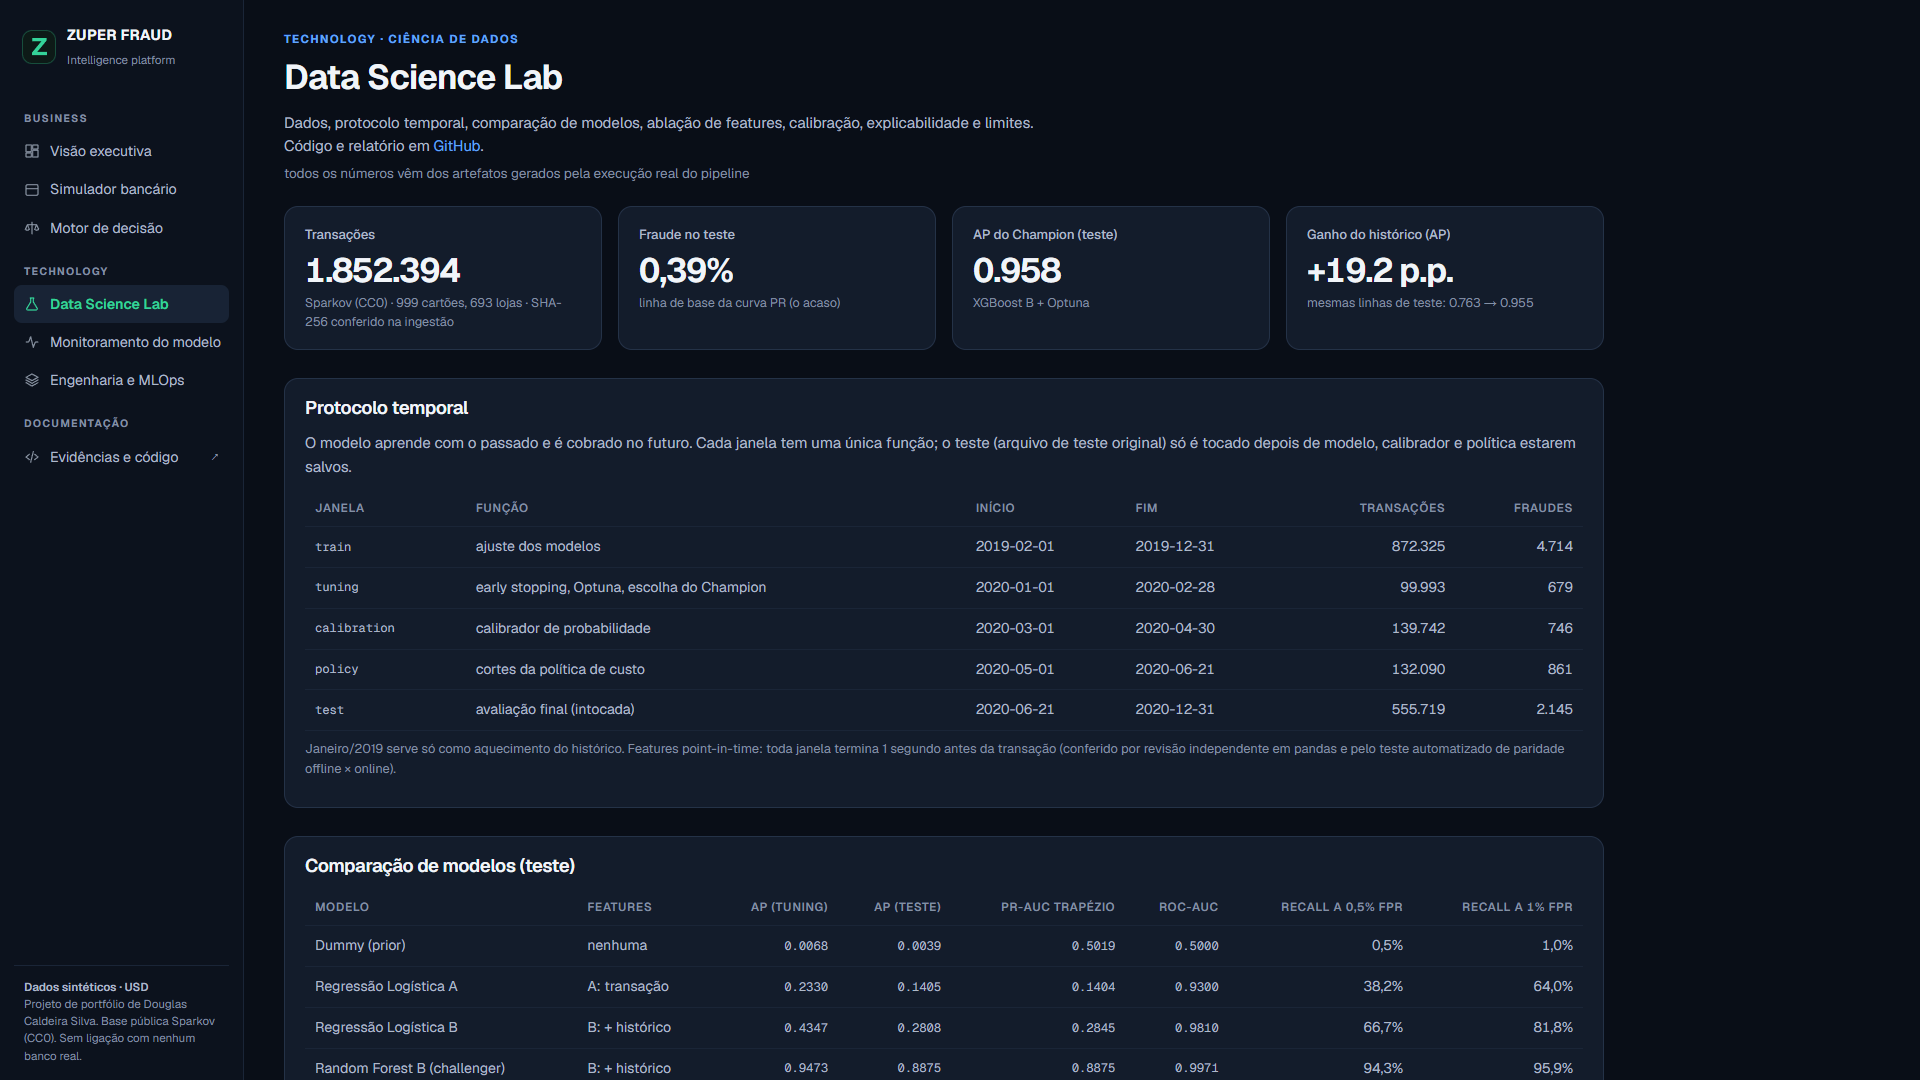 ZUPER FRAUD
Intelligence platform
BUSINESS
Visão executiva
Simulador bancário
Motor de decisão
TECHNOLOGY
Data Science Lab
Monitoramento do modelo
Engenharia e MLOps
DOCUMENTAÇÃO
Evidências e código ↗
Dados sintéticos · USD
Projeto de portfólio de Douglas
Caldeira Silva. Base pública Sparkov
(CC0). Sem ligação com nenhum
banco real.
TECHNOLOGY · CIÊNCIA DE DADOS
Data Science Lab
Dados, protocolo temporal, comparação de modelos, ablação de features, calibração, explicabilidade e limites.
Código e relatório em GitHub.
todos os números vêm dos artefatos gerados pela execução real do pipeline
Transações
1.852.394
Sparkov (CC0) · 999 cartões, 693 lojas · SHA-
256 conferido na ingestão
Fraude no teste
0,39%
linha de base da curva PR (o acaso)
AP do Champion (teste)
0.958
XGBoost B + Optuna
Ganho do histórico (AP)
+19.2 p.p.
mesmas linhas de teste: 0.763 → 0.955
Protocolo temporal
O modelo aprende com o passado e é cobrado no futuro. Cada janela tem uma única função; o teste (arquivo de teste original) só é tocado depois de modelo, calibrador e política estarem
salvos.
JANELA FUNÇÃO INÍCIO FIM TRANSAÇÕES FRAUDES
train ajuste dos modelos 2019-02-01 2019-12-31 872.325 4.714
tuning early stopping, Optuna, escolha do Champion 2020-01-01 2020-02-28 99.993 679
calibration calibrador de probabilidade 2020-03-01 2020-04-30 139.742 746
policy cortes da política de custo 2020-05-01 2020-06-21 132.090 861
test avaliação final (intocada) 2020-06-21 2020-12-31 555.719 2.145
Janeiro/2019 serve só como aquecimento do histórico. Features point-in-time: toda janela termina 1 segundo antes da transação (conferido por revisão independente em pandas e pelo teste automatizado de paridade
offline × online).
Comparação de modelos (teste)
MODELO FEATURES AP (TUNING) AP (TESTE) PR-AUC TRAPÉZIO ROC-AUC RECALL A 0,5% FPR RECALL A 1% FPR
Dummy (prior) nenhuma 0.0068 0.0039 0.5019 0.5000 0,5% 1,0%
Regressão Logística A A: transação 0.2330 0.1405 0.1404 0.9300 38,2% 64,0%
Regressão Logística B B: + histórico 0.4347 0.2808 0.2845 0.9810 66,7% 81,8%
Random Forest B (challenger) B: + histórico 0.9473 0.8875 0.8875 0.9971 94,3% 95,9%